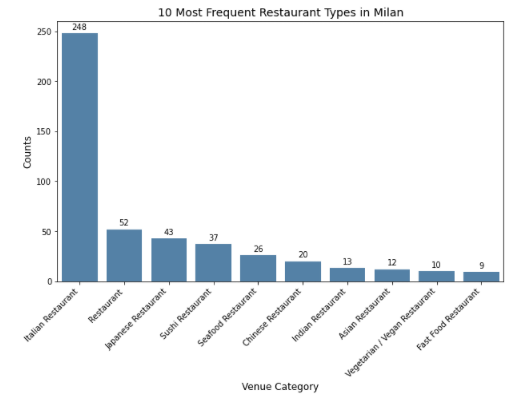 10 Most Frequent Restaurant Types in Milan
Counts
250
200
150
100
50
0
248
52
43
37
26
20
13
12
10
9
Italian Restaurant
Restaurant
Japanese Restaurant
Sushi Restaurant
Seafood Restaurant
Chinese Restaurant
Indian Restaurant
Asian Restaurant
Vegetarian / Vegan Restaurant
Fast Food Restaurant
Venue Category